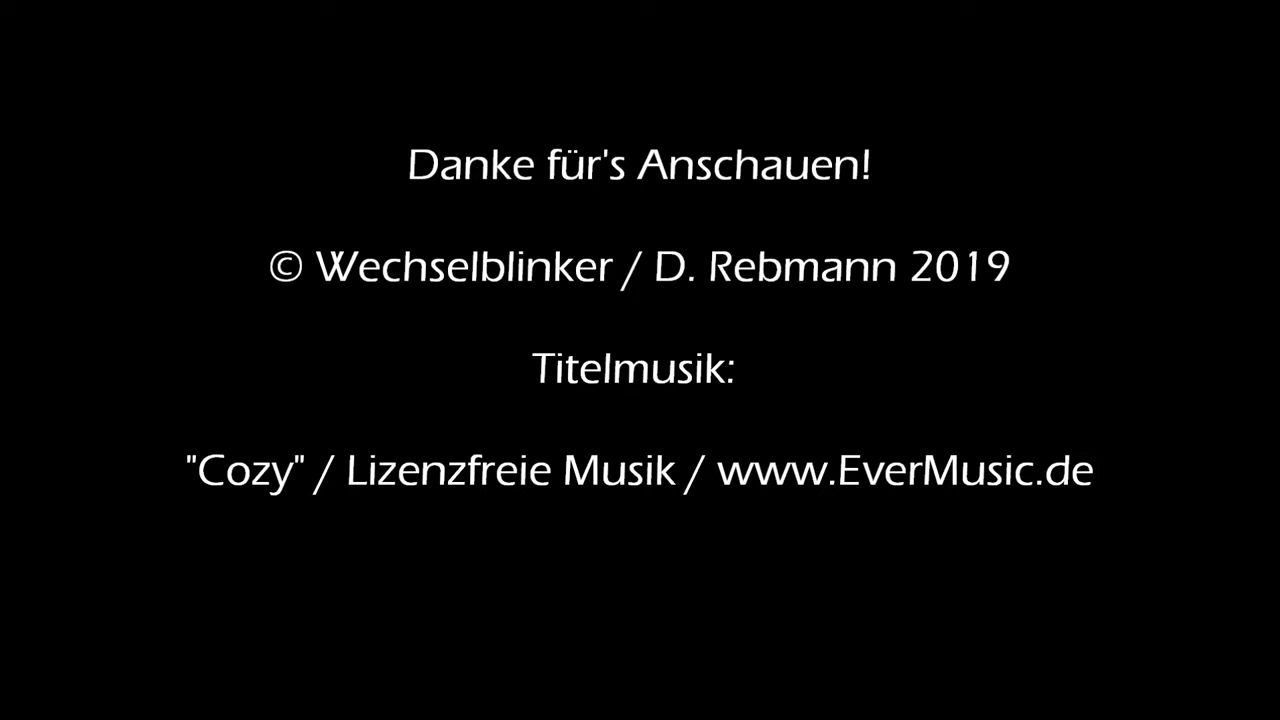 Danke für's Anschauen!
© Wechselblinker / D. Rebmann 2019
Titelmusik:
"Cozy" / Lizenzfreie Musik / www.EverMusic.de